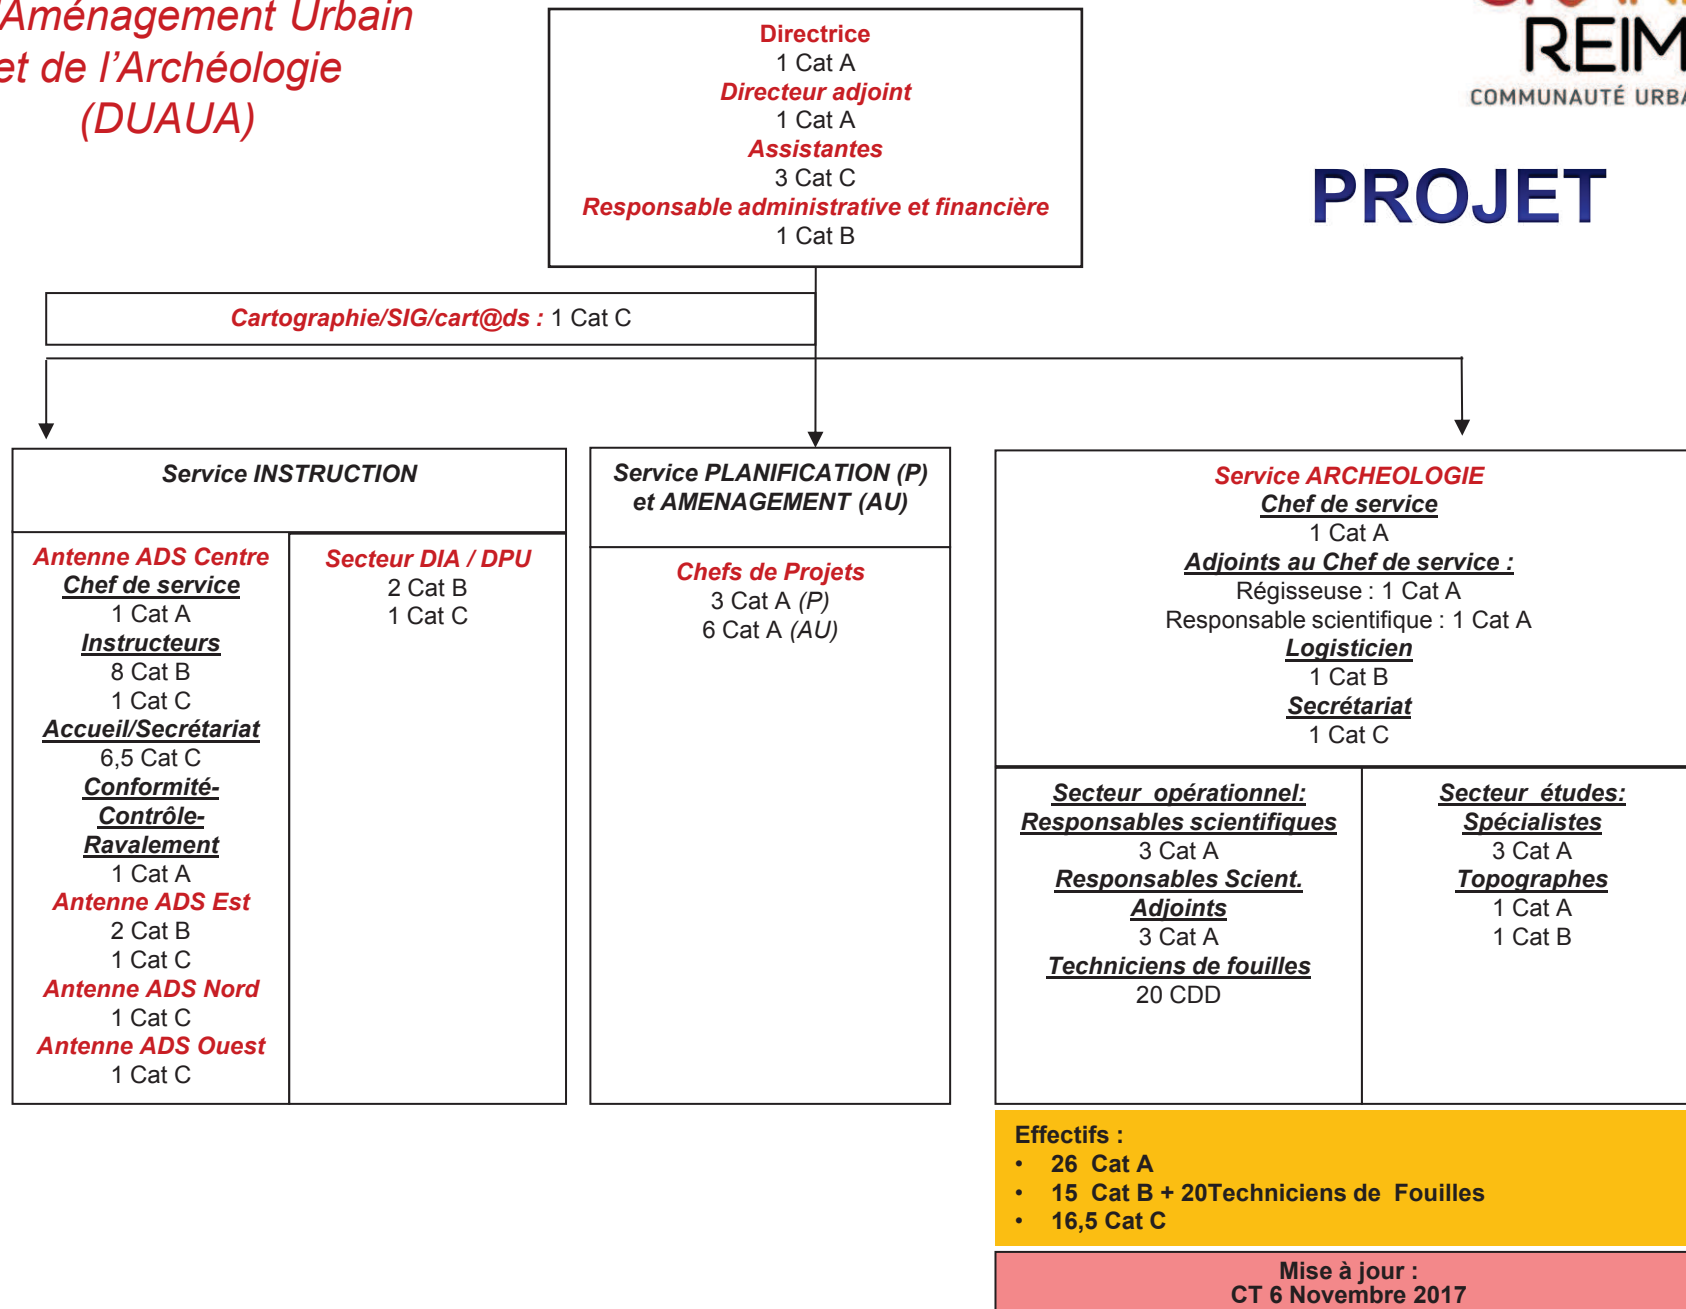 'Aménagement Urbain
et de l'Archéologie
(DUAUA)
REIM
COMMUNAUTÉ URBA
PROJET
Directrice
1 Cat A
Directeur adjoint
1 Cat A
Assistantes
3 Cat C
Responsable administrative et financière
1 Cat B
Cartographie/SIG/cart@ds : 1 Cat C
Service INSTRUCTION
Antenne ADS Centre
Chef de service
1 Cat A
Instructeurs
8 Cat B
1 Cat C
Accueil/Secrétariat
6,5 Cat C
Conformité-
Contrôle-
Ravalement
1 Cat A
Antenne ADS Est
2 Cat B
1 Cat C
Antenne ADS Nord
1 Cat C
Antenne ADS Ouest
1 Cat C
Secteur DIA / DPU
2 Cat B
1 Cat C
Service PLANIFICATION (P)
et AMENAGEMENT (AU)
Chefs de Projets
3 Cat A (P)
6 Cat A (AU)
Service ARCHEOLOGIE
Chef de service
1 Cat A
Adjoints au Chef de service :
Régisseuse : 1 Cat A
Responsable scientifique : 1 Cat A
Logisticien
1 Cat B
Secrétariat
1 Cat C
Secteur opérationnel:
Responsables scientifiques
3 Cat A
Responsables Scient.
Adjoints
3 Cat A
Techniciens de fouilles
20 CDD
Secteur études:
Spécialistes
3 Cat A
Topographes
1 Cat A
1 Cat B
Effectifs :
• 26 Cat A
• 15 Cat B + 20Techniciens de Fouilles
• 16,5 Cat C
Mise à jour :
CT 6 Novembre 2017